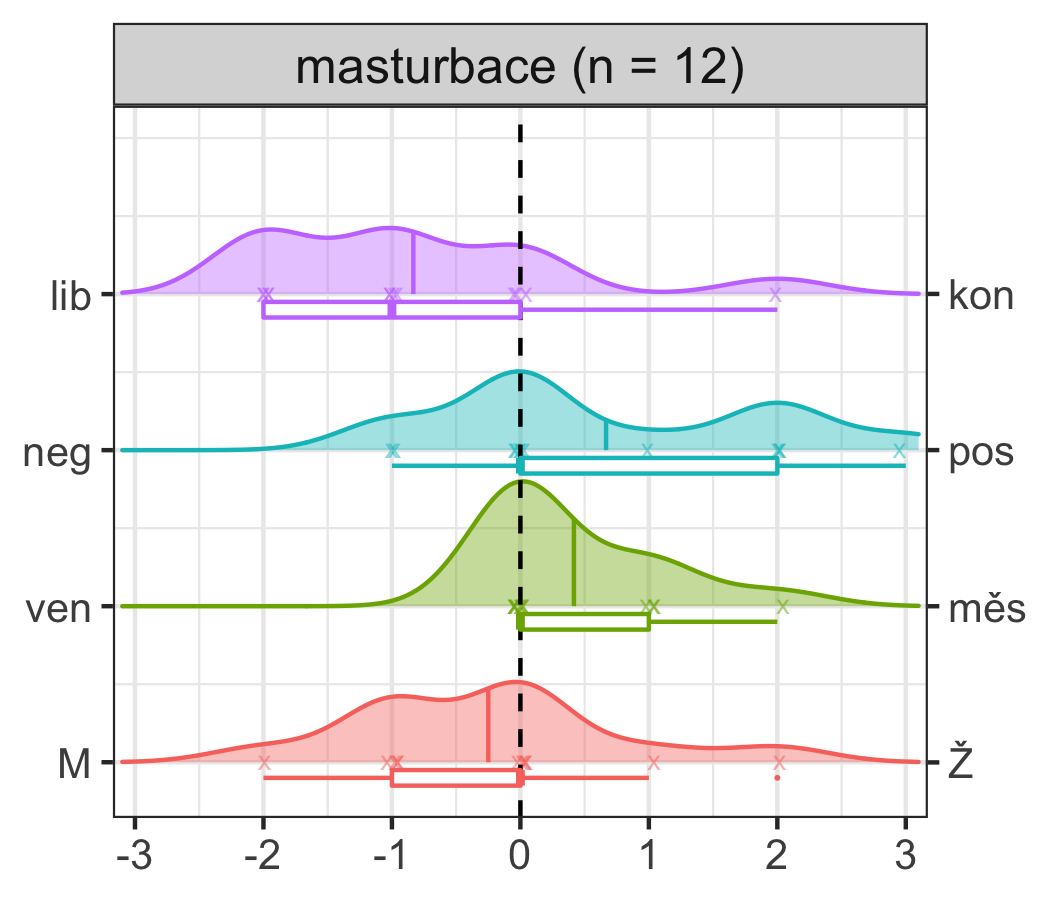 masturbace (n = 12)
lib kon
neg pos
ven měs
M Ž
-3 -2 -1 0 1 2 3